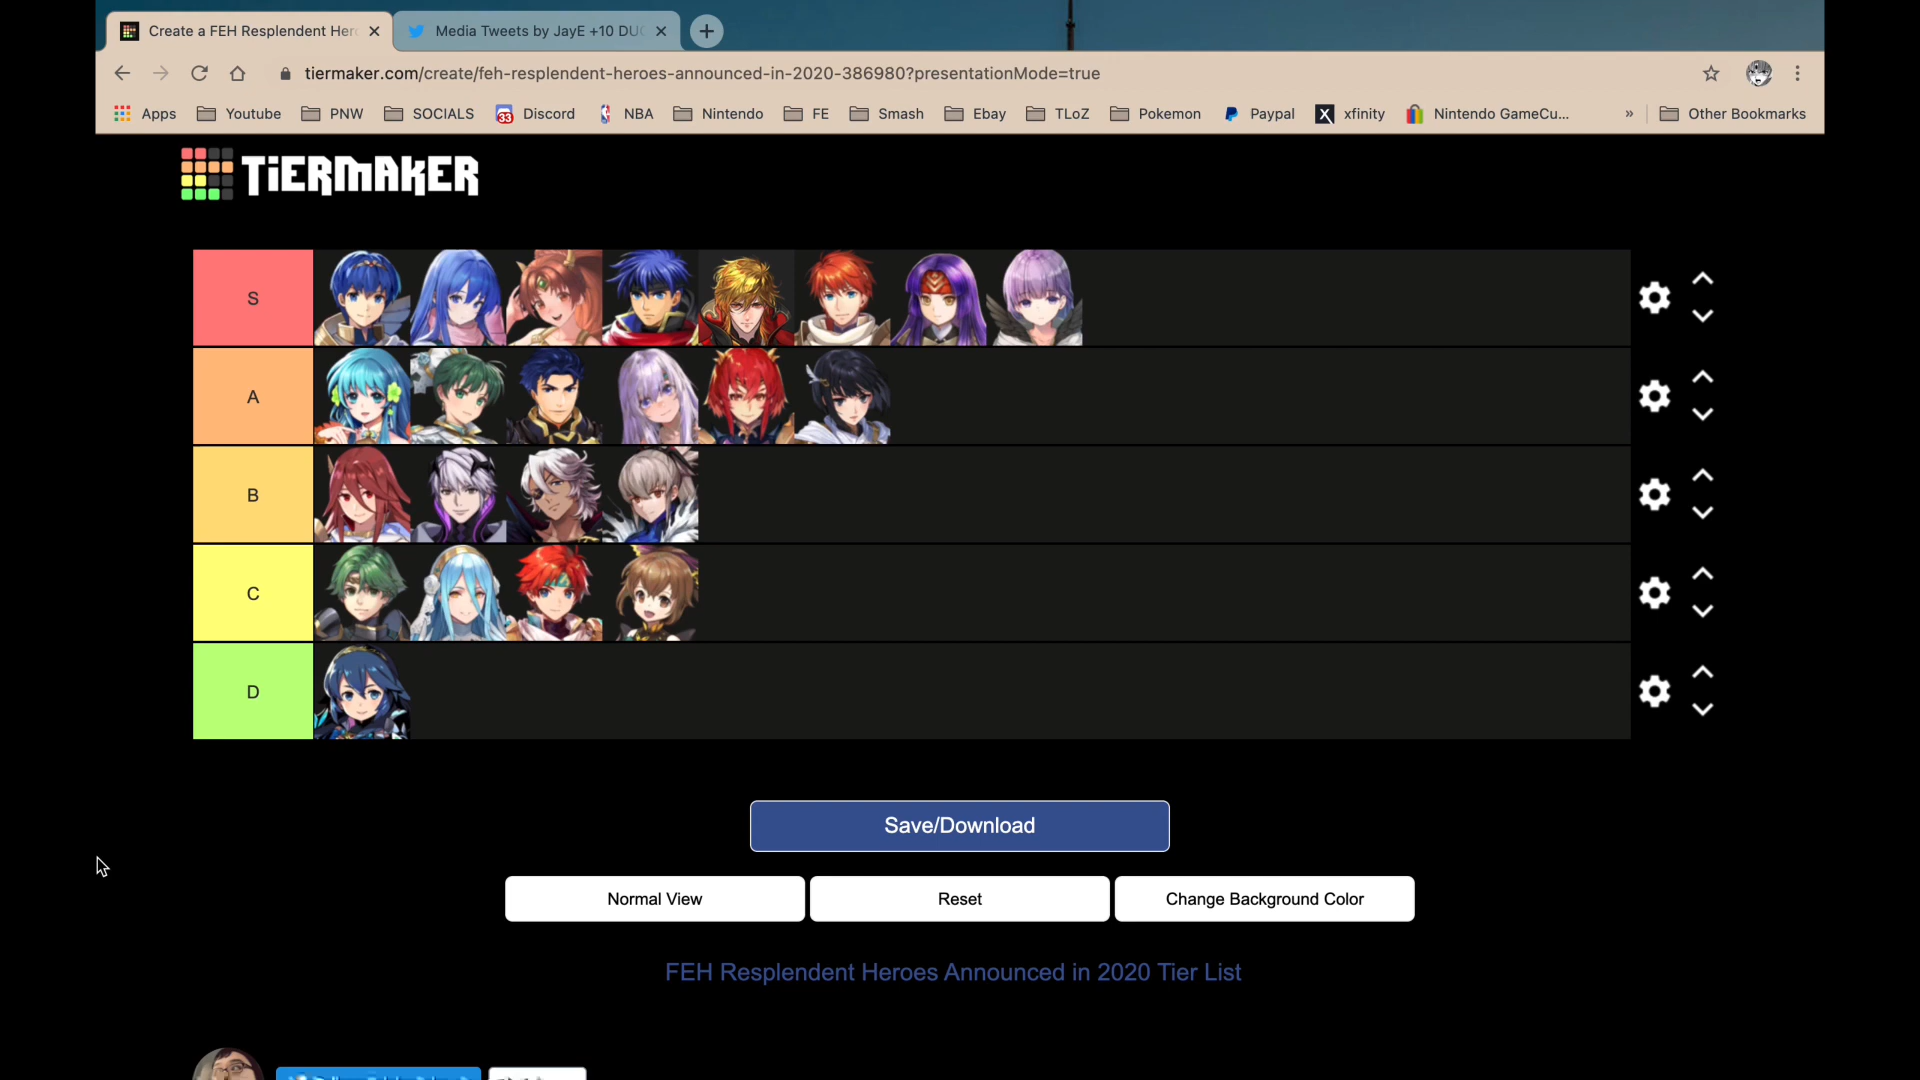 Create a FEH Resplendent Her
Media Tweets by JayE +10 DU
tiermaker.com/create/feh-resplendent-heroes-announced-in-2020-386980?presentationMode=true
Apps Youtube PNW SOCIALS 33 Discord NBA Nintendo FE Smash Ebay TLoZ Pokemon Paypal X xfinity Nintendo GameCu... » Other Bookmarks
TiERMAKER
S
A
B
C
D
Save/Download
Normal View Reset Change Background Color
FEH Resplendent Heroes Announced in 2020 Tier List